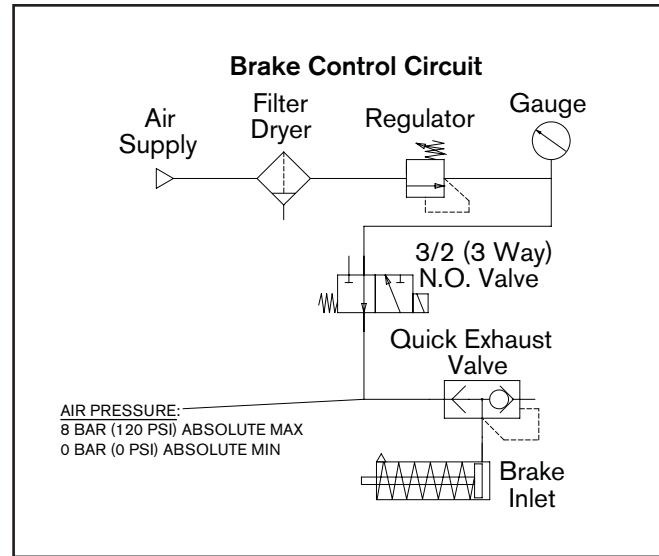 Brake Control Circuit
Air
Supply
Filter
Dryer
Regulator
Gauge
3/2 (3 Way)
N.O. Valve
Quick Exhaust
Valve
AIR PRESSURE:
8 BAR (120 PSI) ABSOLUTE MAX
0 BAR (0 PSI) ABSOLUTE MIN
Brake
Inlet